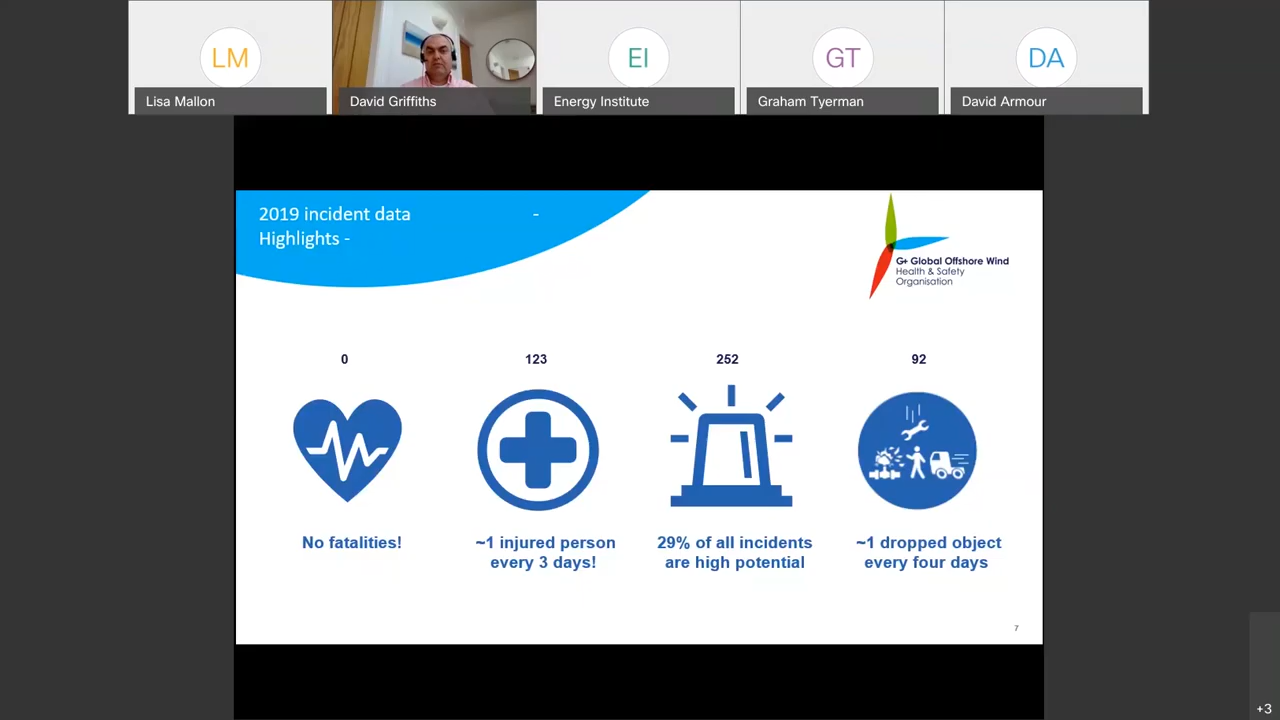 LM
EI
GT
DA
Lisa Mallon
David Griffiths
Energy Institute
Graham Tyerman
David Armour
2019 incident data -
Highlights -
G+ Global Offshore Wind
Health & Safety
Organisation
0
123
252
92
No fatalities!
~1 injured person
every 3 days!
29% of all incidents
are high potential
~1 dropped object
every four days
7
+3